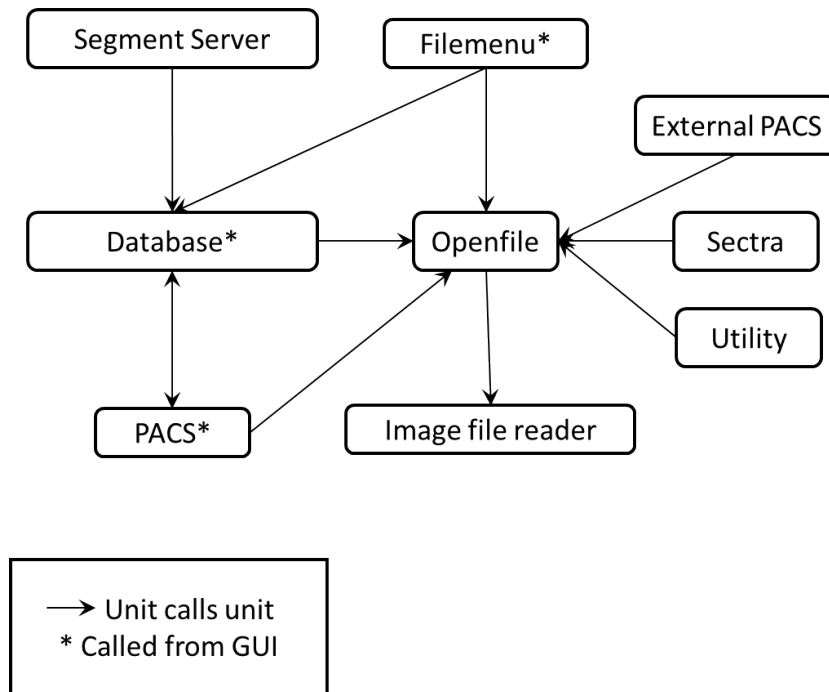 Segment Server
Filemenu*
External PACS
Database*
Openfile
Sectra
Utility
PACS*
Image file reader
Unit calls unit
* Called from GUI